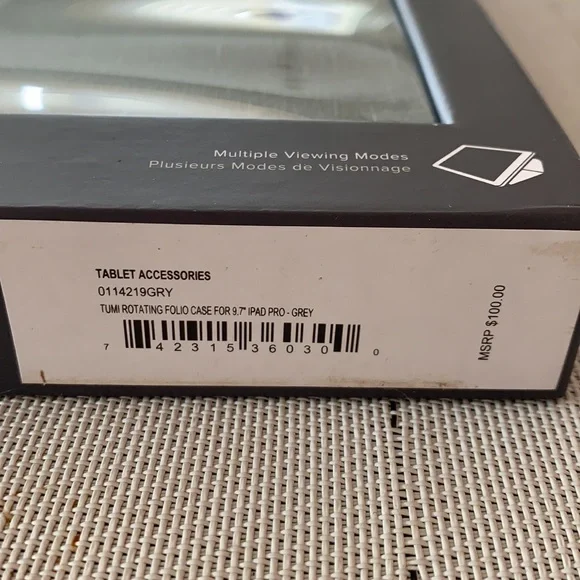 Multiple Viewing Modes
Plusieurs Modes de Visionnage
TABLET ACCESSORIES
0114219GRY
TUMI ROTATING FOLIO CASE FOR 9.7" IPAD PRO - GREY
7 42315 36030 0
MSRP $100.00